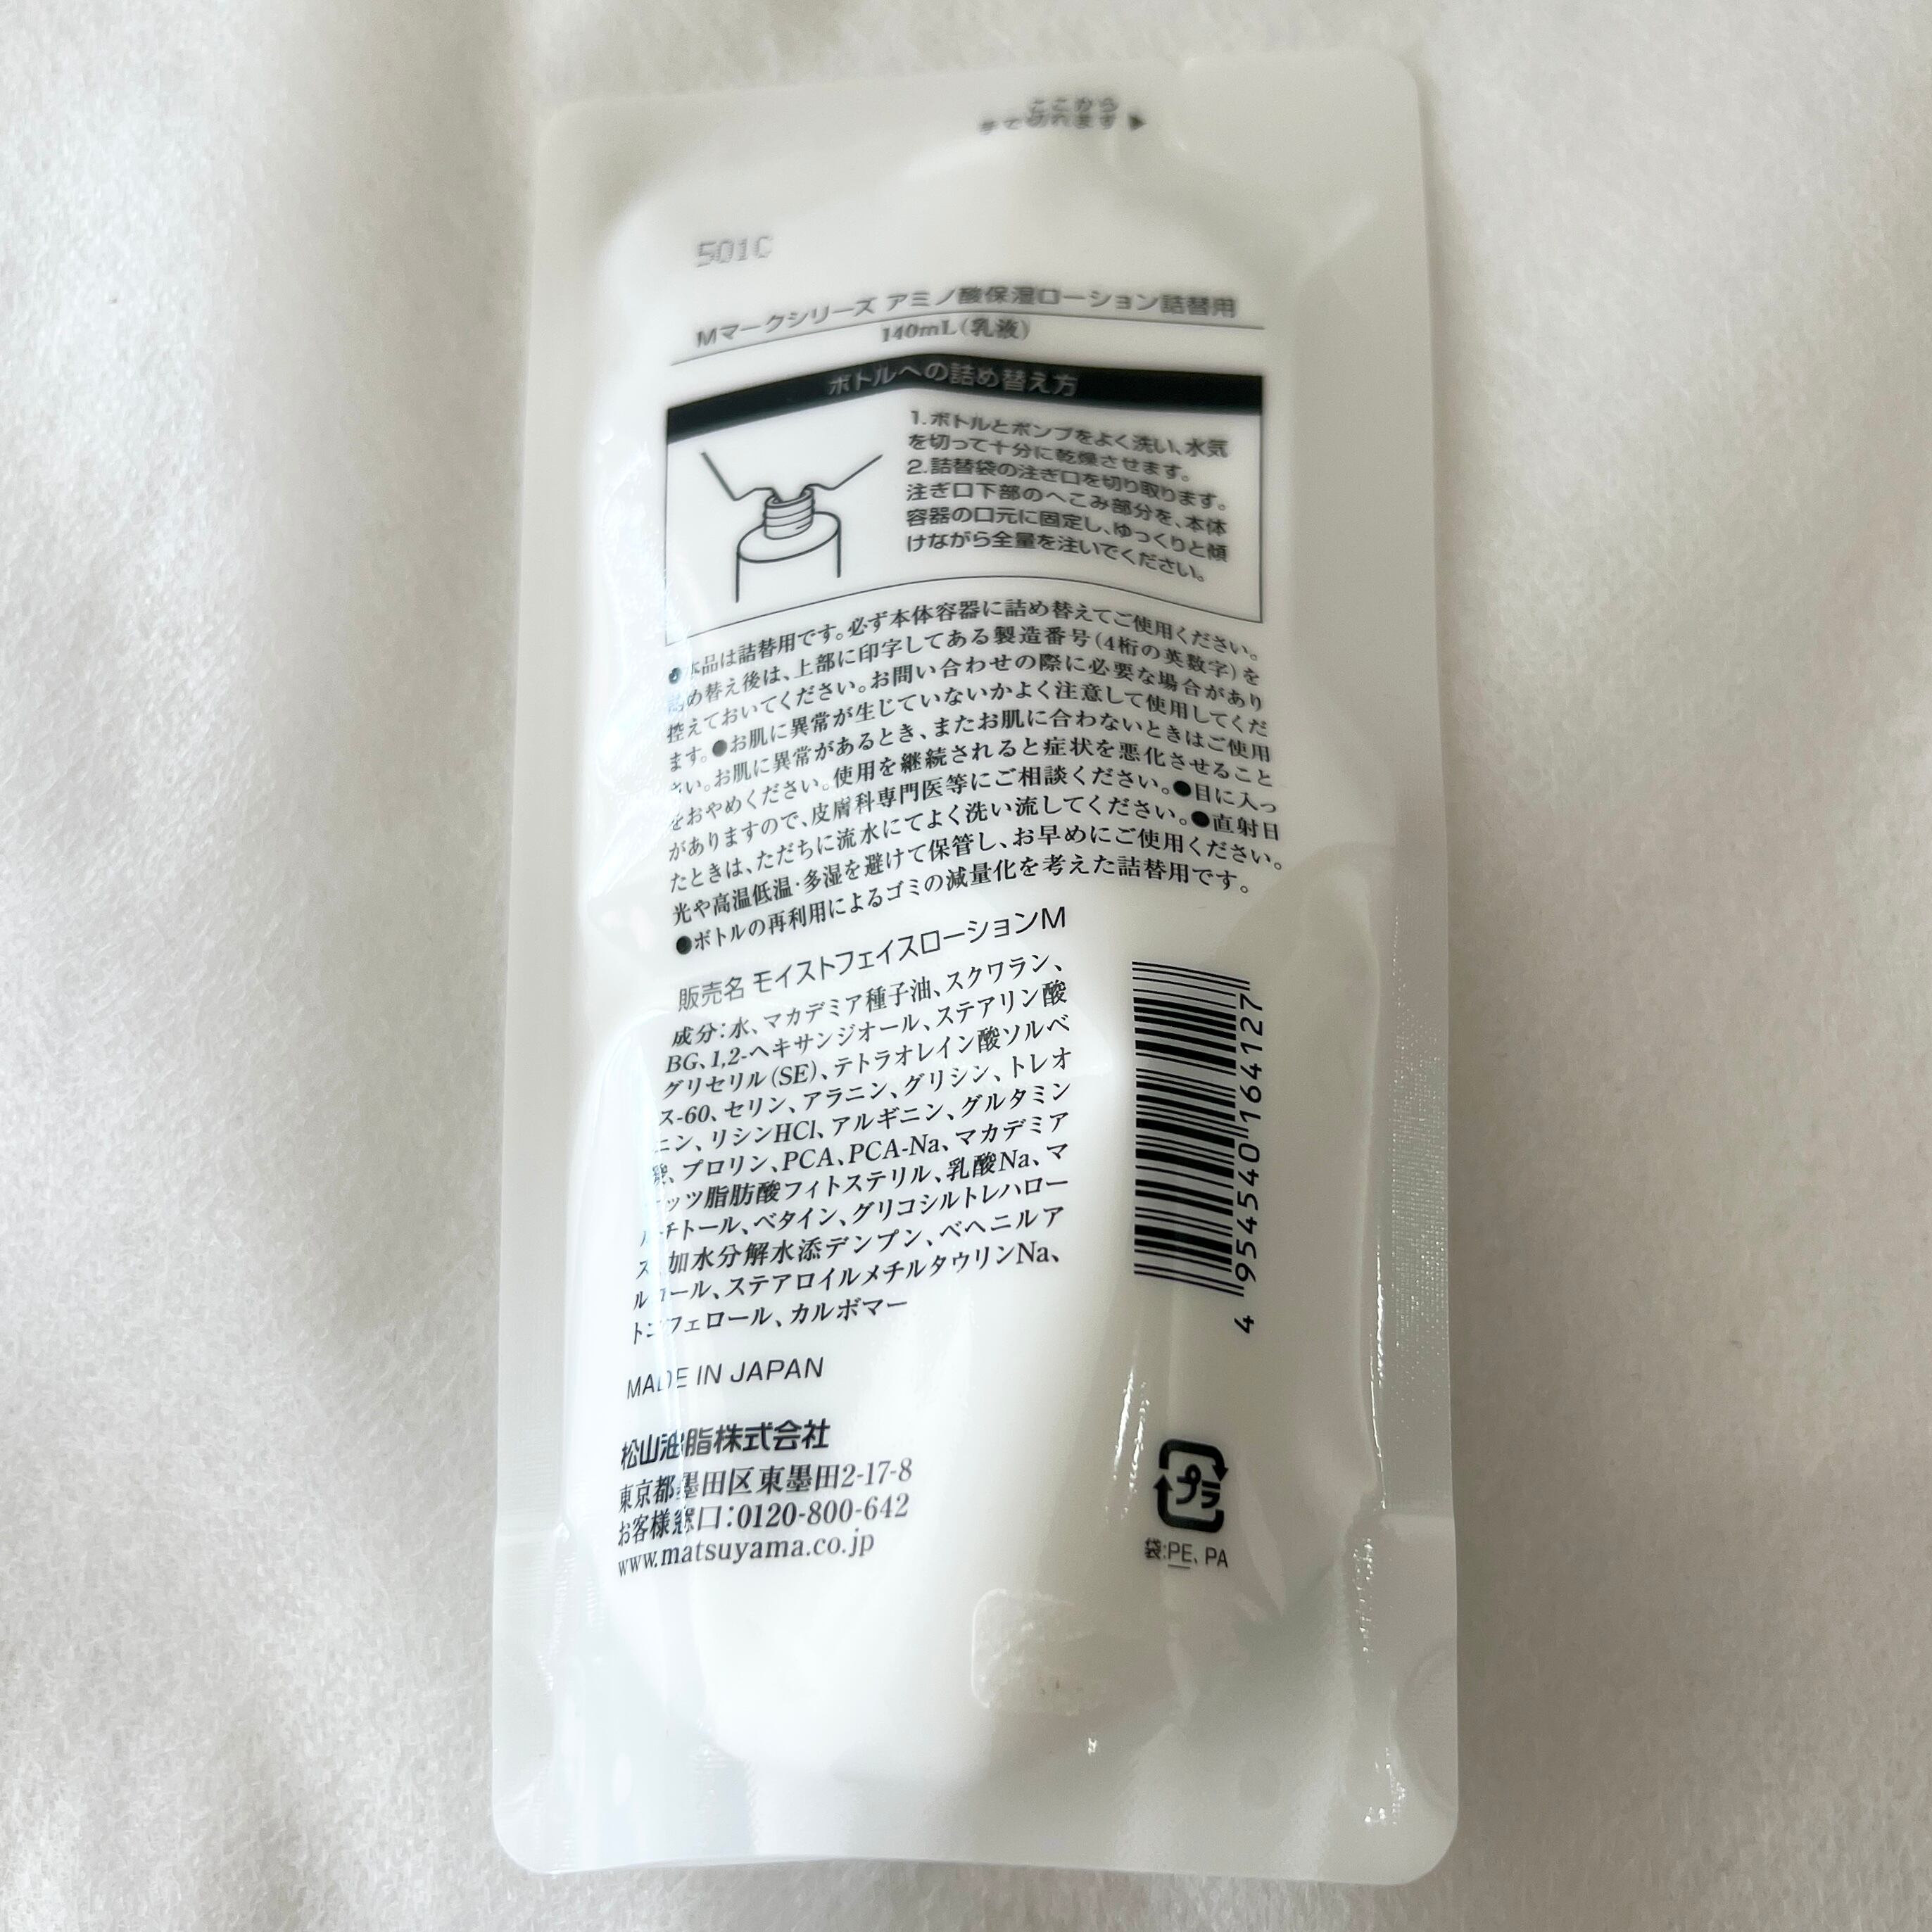 ここから
手で切れます ▶
501C
Mマークシリーズ アミノ酸保湿ローション詰替用
140mL(乳液)
ボトルへの詰め替え方
1.ボトルとポンプをよく洗い、水気
を切って十分に乾燥させます。
2.詰替袋の注ぎ口を切り取ります。
注ぎ口下部のへこみ部分を、本体
容器の口元に固定し、ゆっくりと傾
けながら全量を注いでください。
●本品は詰替用です。必ず本体容器に詰め替えてご使用ください。
詰め替え後は、上部に印字してある製造番号(4桁の英数字)を
控えておいてください。お問い合わせの際に必要な場合があり
ます。●お肌に異常が生じていないかよく注意して使用してくだ
さい。お肌に異常があるとき、またお肌に合わないときはご使用
をおやめください。使用を継続されると症状を悪化させること
がありますので、皮膚科専門医等にご相談ください。●目に入っ
たときは、ただちに流水にてよく洗い流してください。●直射日
光や高温低温・多湿を避けて保管し、お早めにご使用ください。
●ボトルの再利用によるゴミの減量化を考えた詰替用です。
販売名 モイストフェイスローションM
成分:水、マカデミア種子油、スクワラン、
BG、1,2-ヘキサンジオール、ステアリン酸
グリセリル(SE)、テトラオレイン酸ソルベ
ス-60、セリン、アラニン、グリシン、トレオ
ニン、リシンHCl、アルギニン、グルタミン
酸、プロリン、PCA、PCA-Na、マカデミア
ナッツ脂肪酸フィトステリル、乳酸Na、マ
ルチトール、ベタイン、グリコシルトレハロー
ス、加水分解水添デンプン、ベヘニルア
ルコール、ステアロイルメチルタウリンNa、
トコフェロール、カルボマー
MADE IN JAPAN
松山油脂株式会社
東京都墨田区東墨田2-17-8
お客様窓口:0120-800-642
www.matsuyama.co.jp
4 954540 164127
プラ
袋:PE、PA